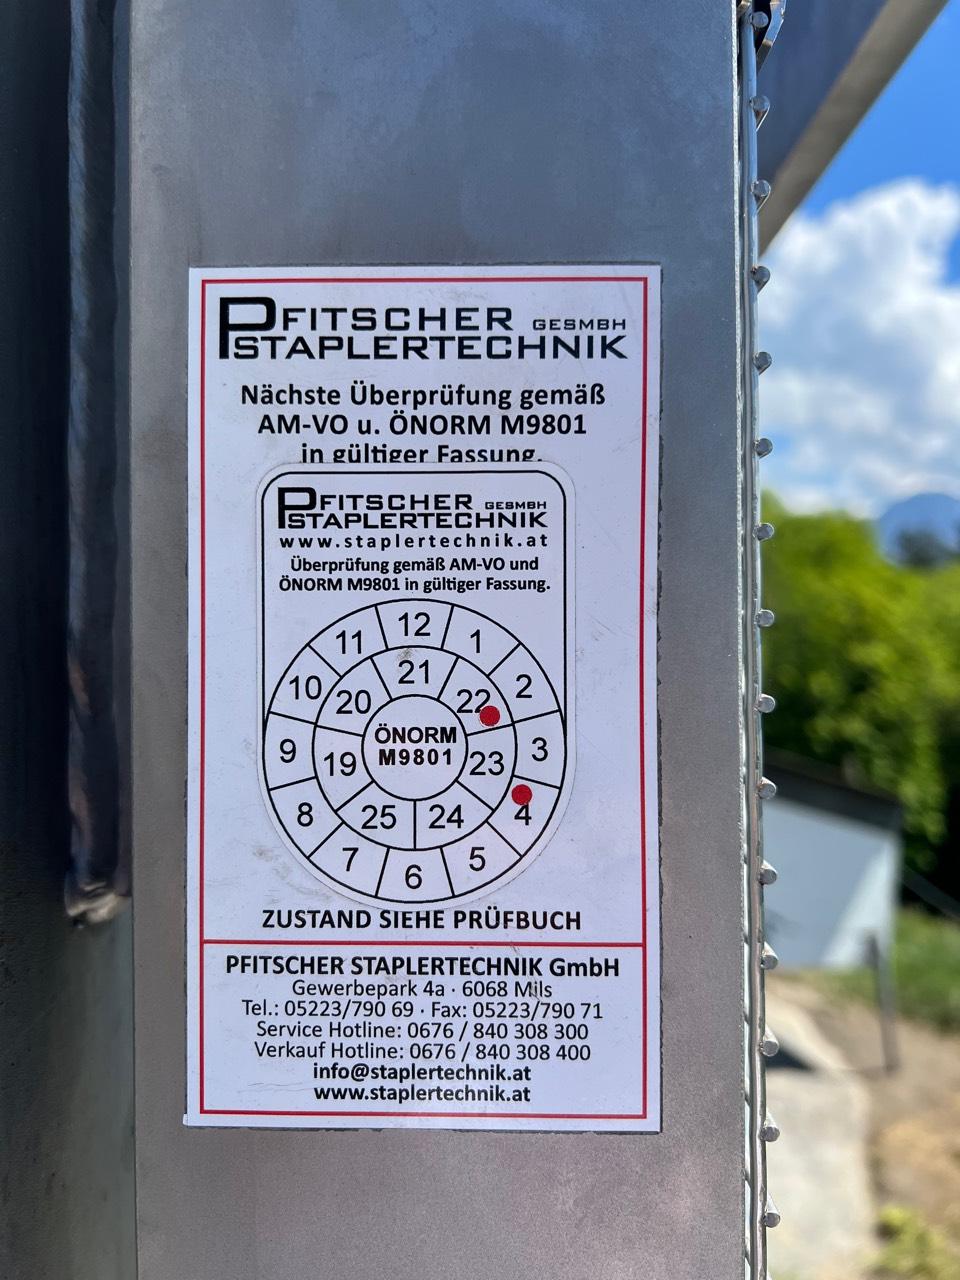 PFITSCHER GESMBH
STAPLERTECHNIK
Nächste Überprüfung gemäß
AM-VO u. ÖNORM M9801
in gültiger Fassung.
PFITSCHER GESMBH
STAPLERTECHNIK
www.staplertechnik.at
Überprüfung gemäß AM-VO und
ÖNORM M9801 in gültiger Fassung.
12
11 1
21
10 20 22 2
ÖNORM
M9801
9 19 23 3
8 25 24 4
7 5
6
ZUSTAND SIEHE PRÜFBUCH
PFITSCHER STAPLERTECHNIK GmbH
Gewerbepark 4a · 6068 Mils
Tel.: 05223/790 69 · Fax: 05223/790 71
Service Hotline: 0676 / 840 308 300
Verkauf Hotline: 0676 / 840 308 400
info@staplertechnik.at
www.staplertechnik.at